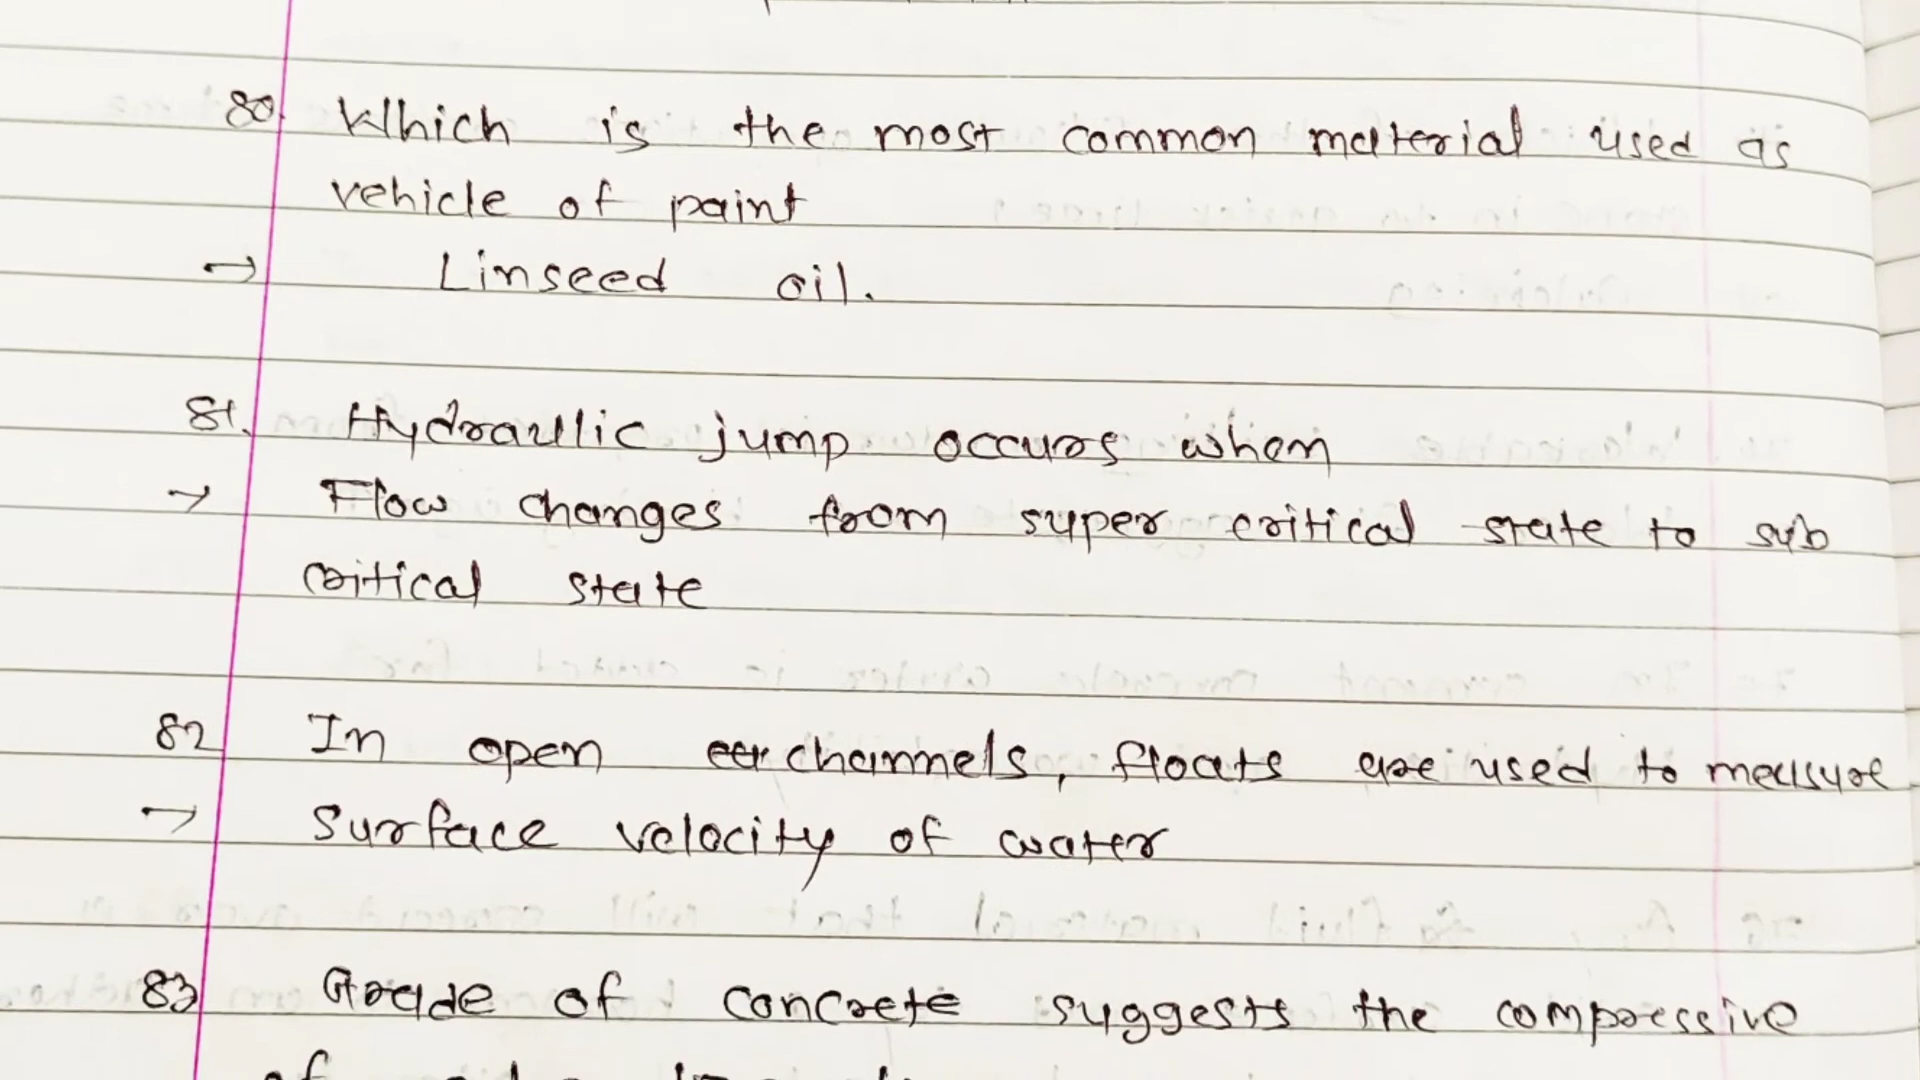 80. Which is the most common material used as
vehicle of paint
→ Linseed oil.
81. Hydraulic jump occurs when
→ Flow changes from super critical state to sub
critical state
82 In open channels, floats are used to measure
→ Surface velocity of water
83 Grade of concrete suggests the compressive
of